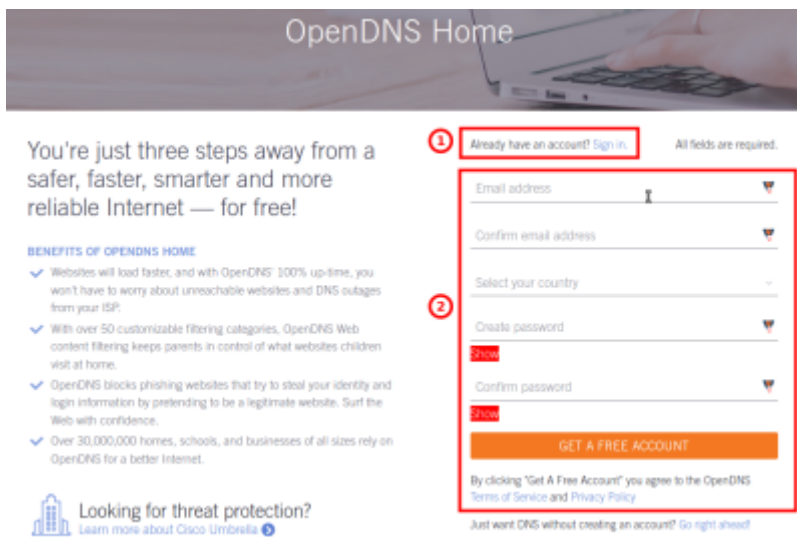 OpenDNS Home
You're just three steps away from a
safer, faster, smarter and more
reliable Internet — for free!
BENEFITS OF OPENDNS HOME
Websites will load faster, and with OpenDNS' 100% up-time, you
won't have to worry about unreachable websites and DNS outages
from your ISP.
With over 50 customizable filtering categories, OpenDNS Web
content filtering keeps parents in control of what websites children
visit at home.
OpenDNS blocks phishing websites that try to steal your identity and
login information by pretending to be a legitimate website. Surf the
Web with confidence.
Over 30,000,000 homes, schools, and businesses of all sizes rely on
OpenDNS for a better Internet.
Looking for threat protection?
Learn more about Cisco Umbrella
1
Already have an account? Sign in.
All fields are required.
2
Email address
Confirm email address
Select your country
Create password
Show
Confirm password
Show
GET A FREE ACCOUNT
By clicking "Get A Free Account" you agree to the OpenDNS
Terms of Service and Privacy Policy
Just want DNS without creating an account? Go right ahead!